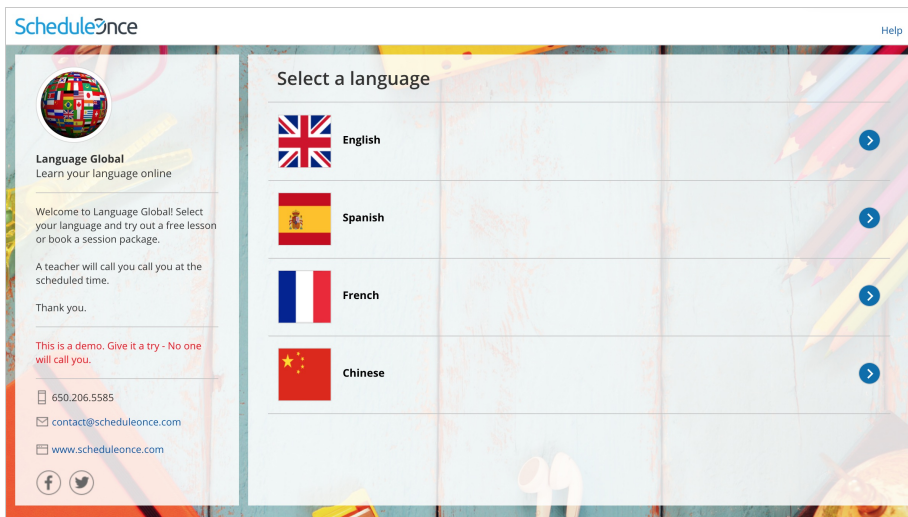 ScheduleOnce
Help
Language Global
Learn your language online
Welcome to Language Global! Select
your language and try out a free lesson
or book a session package.
A teacher will call you call you at the
scheduled time.
Thank you.
This is a demo. Give it a try - No one
will call you.
650.206.5585
contact@scheduleonce.com
www.scheduleonce.com
Select a language
English
Spanish
French
Chinese